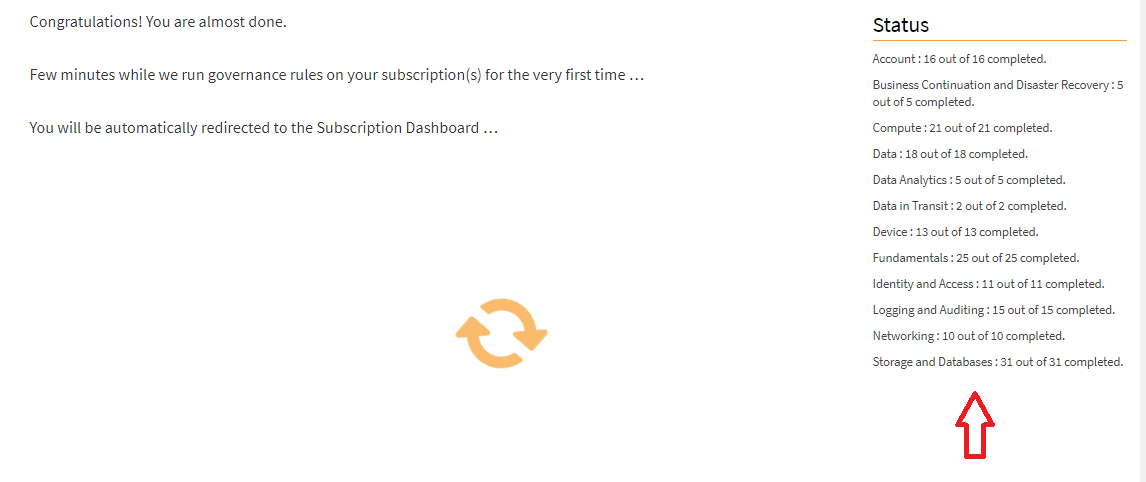 Congratulations! You are almost done.
Few minutes while we run governance rules on your subscription(s) for the very first time …
You will be automatically redirected to the Subscription Dashboard …
Status
Account : 16 out of 16 completed.
Business Continuation and Disaster Recovery : 5
out of 5 completed.
Compute : 21 out of 21 completed.
Data : 18 out of 18 completed.
Data Analytics : 5 out of 5 completed.
Data in Transit : 2 out of 2 completed.
Device : 13 out of 13 completed.
Fundamentals : 25 out of 25 completed.
Identity and Access : 11 out of 11 completed.
Logging and Auditing : 15 out of 15 completed.
Networking : 10 out of 10 completed.
Storage and Databases : 31 out of 31 completed.